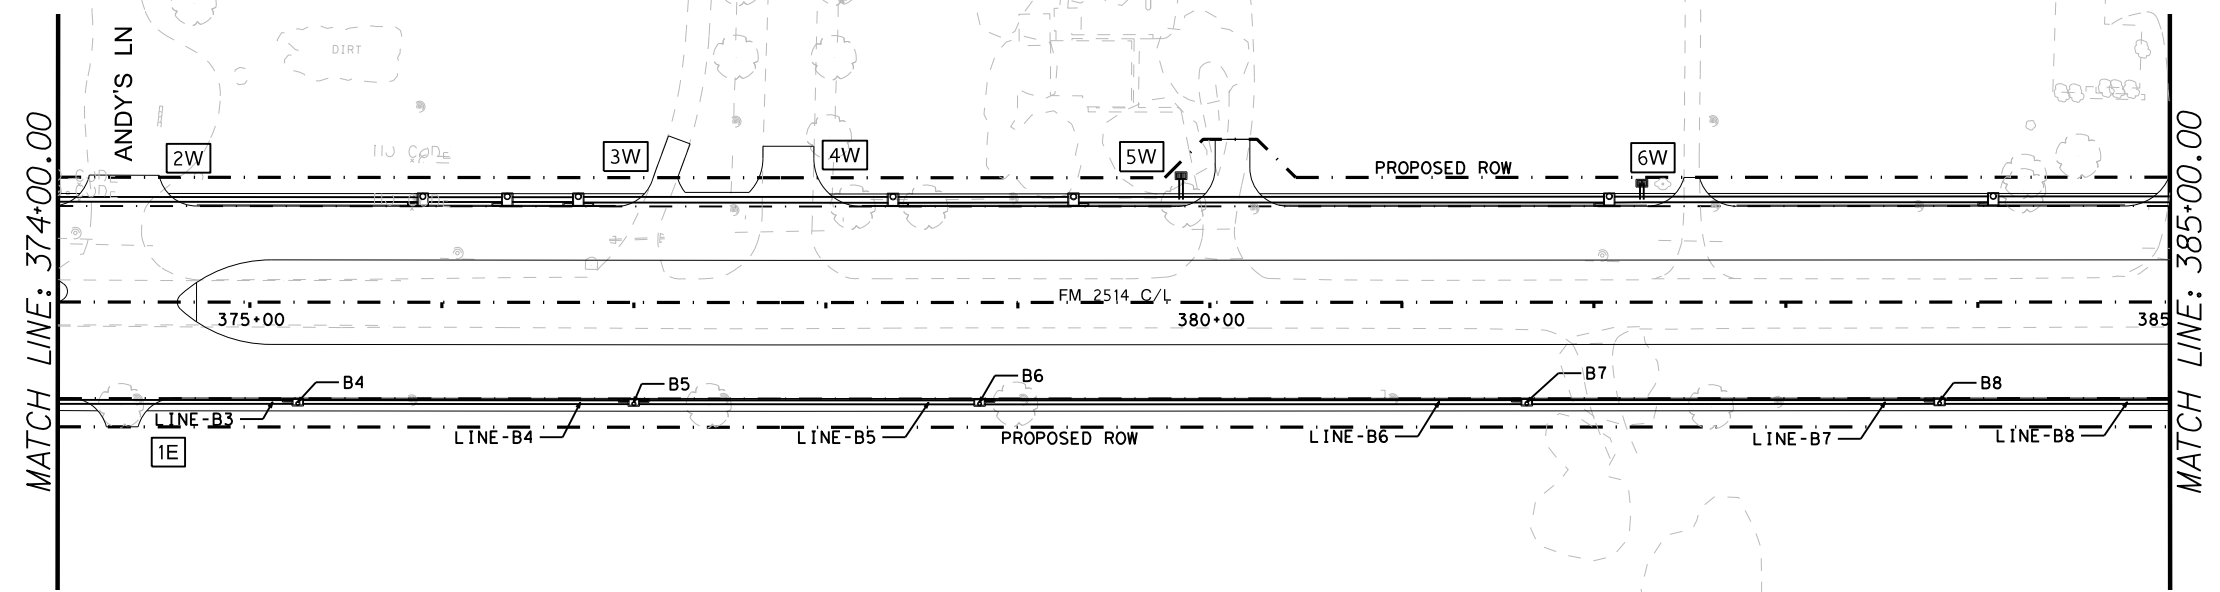 MATCH LINE: 374+00.00
ANDY'S LN
DIRT
2W
3W
4W
5W
PROPOSED ROW
6W
FM 2514 C/L
375+00
380+00
385
B4
B5
B6
B7
B8
LINE-B3
LINE-B4
LINE-B5
PROPOSED ROW
LINE-B6
LINE-B7
LINE-B8
1E
MATCH LINE: 385+00.00